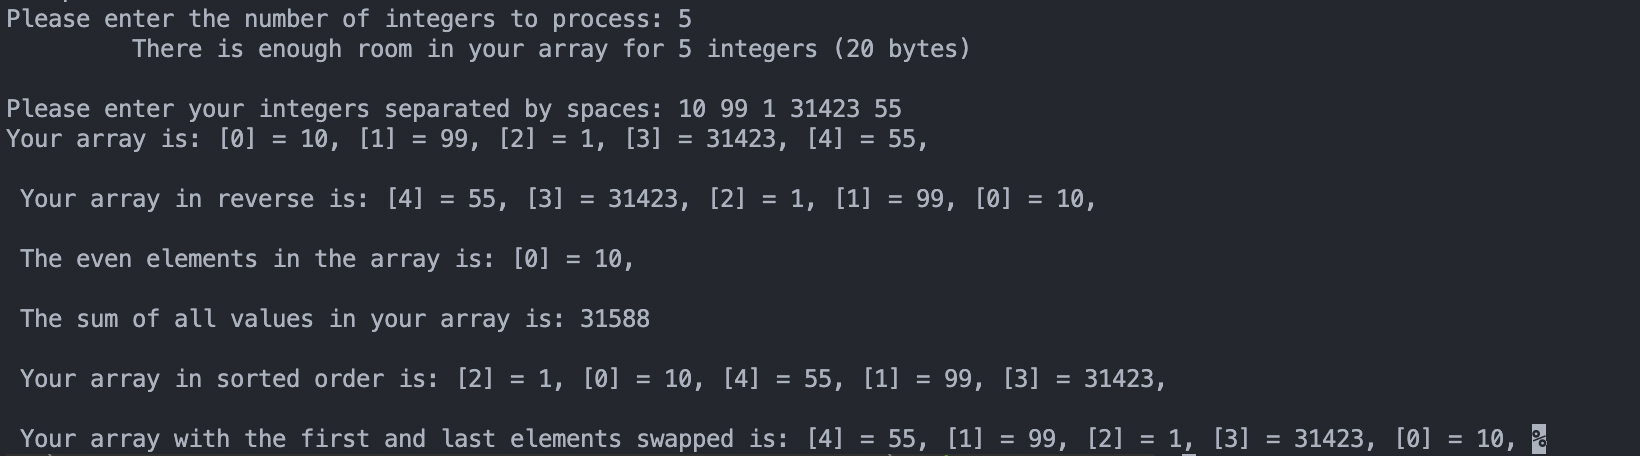 Please enter the number of integers to process: 5
There is enough room in your array for 5 integers (20 bytes)
Please enter your integers separated by spaces: 10 99 1 31423 55
Your array is: [0] = 10, [1] = 99, [2] = 1, [3] = 31423, [4] = 55,
Your array in reverse is: [4] = 55, [3] = 31423, [2] = 1, [1] = 99, [0] = 10,
The even elements in the array is: [0] = 10,
The sum of all values in your array is: 31588
Your array in sorted order is: [2] = 1, [0] = 10, [4] = 55, [1] = 99, [3] = 31423,
Your array with the first and last elements swapped is: [4] = 55, [1] = 99, [2] = 1, [3] = 31423, [0] = 10, %